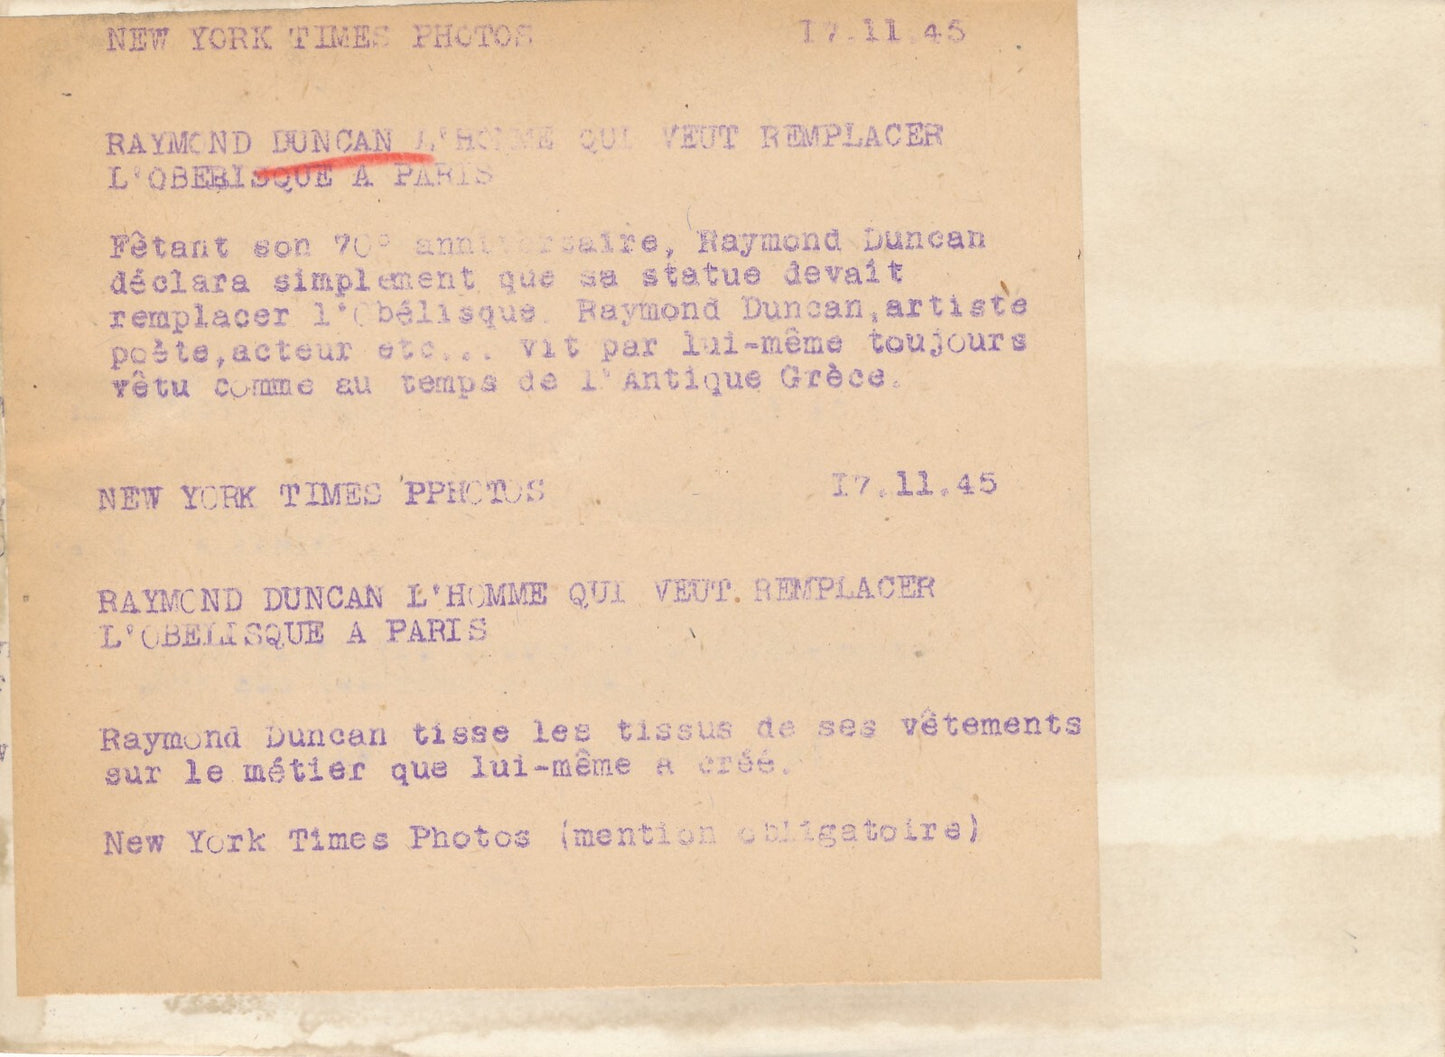 NEW YORK TIMES PHOTOS I7.11.45
RAYMOND DUNCAN L'HOMME QUI VEUT REMPLACER
L'OBEBISQUE A PARIS
Fêtant son 70° anniversaire, Raymond Duncan
déclara simplement que sa statue devait
remplacer l'Obélisque. Raymond Duncan,artiste
poète,acteur etc... vit par lui-même toujours
vêtu comme au temps de l'Antique Grèce.
NEW YORK TIMES PPHOTOS I7.11.45
RAYMOND DUNCAN L'HOMME QUI VEUT REMPLACER
L'OBELISQUE A PARIS
Raymond Duncan tisse les tissus de ses vêtements
sur le métier que lui-même a créé.
New York Times Photos (mention obligatoire)